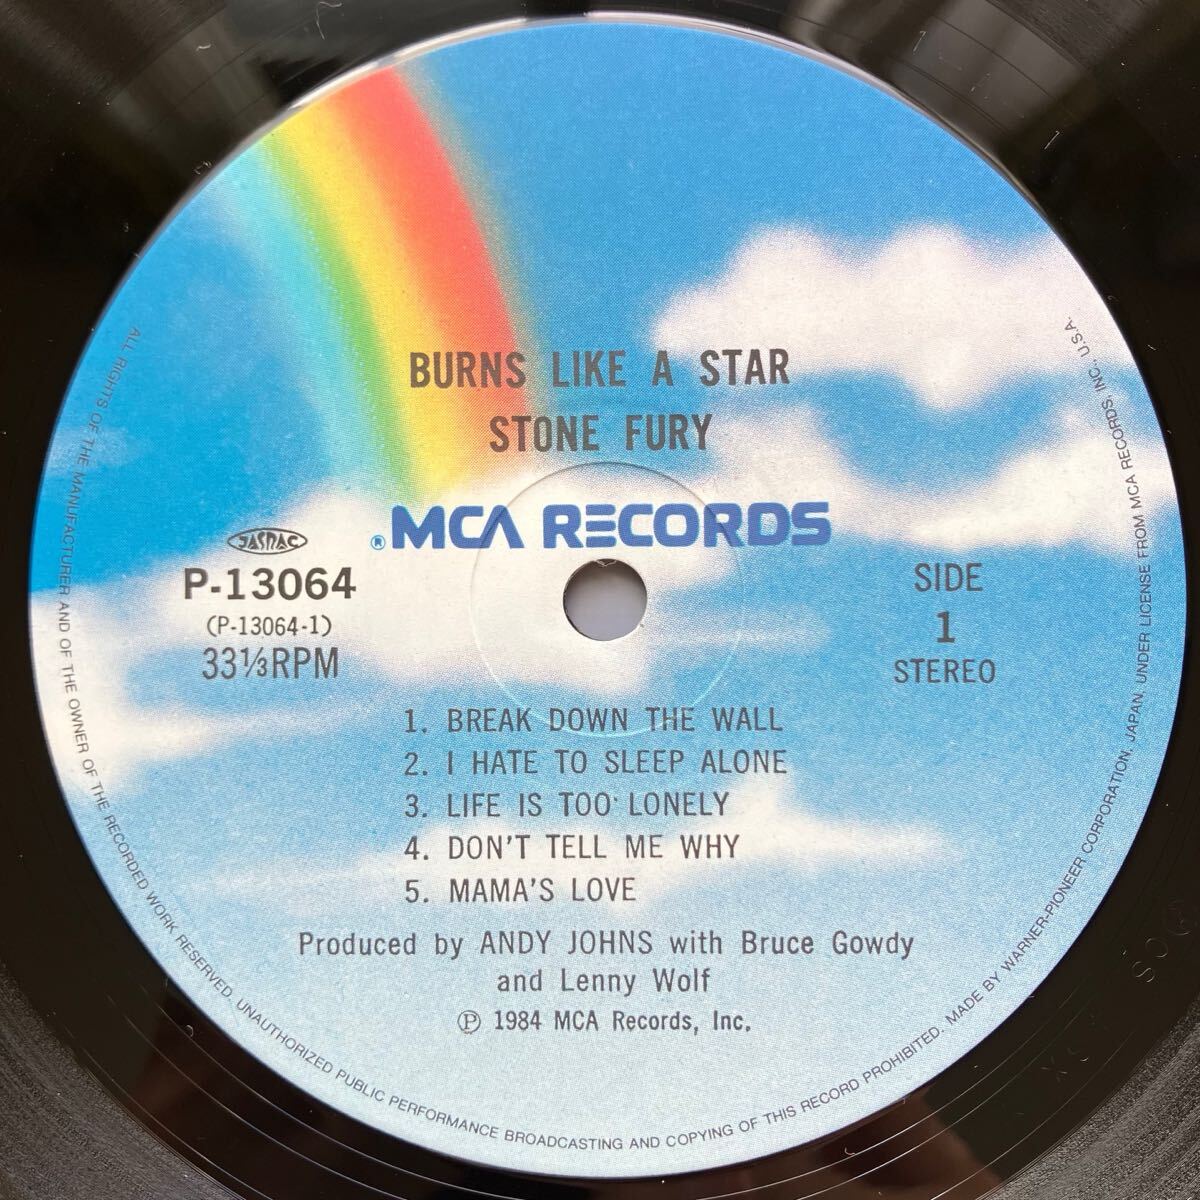 BURNS LIKE A STAR
STONE FURY
® MCA RECORDS
JASRAC
P-13064
(P-13064-1)
33⅓RPM
SIDE
1
STEREO
1. BREAK DOWN THE WALL
2. I HATE TO SLEEP ALONE
3. LIFE IS TOO LONELY
4. DON'T TELL ME WHY
5. MAMA'S LOVE
Produced by ANDY JOHNS with Bruce Gowdy
and Lenny Wolf
℗ 1984 MCA Records, Inc.
ALL RIGHTS OF THE MANUFACTURER AND OF THE OWNER OF THE RECORDED WORK RESERVED. UNAUTHORIZED PUBLIC PERFORMANCE BROADCASTING AND COPYING OF THIS RECORD PROHIBITED. MADE BY WARNER-PIONEER CORPORATION, JAPAN, UNDER LICENSE FROM MCA RECORDS, INC., U.S.A.